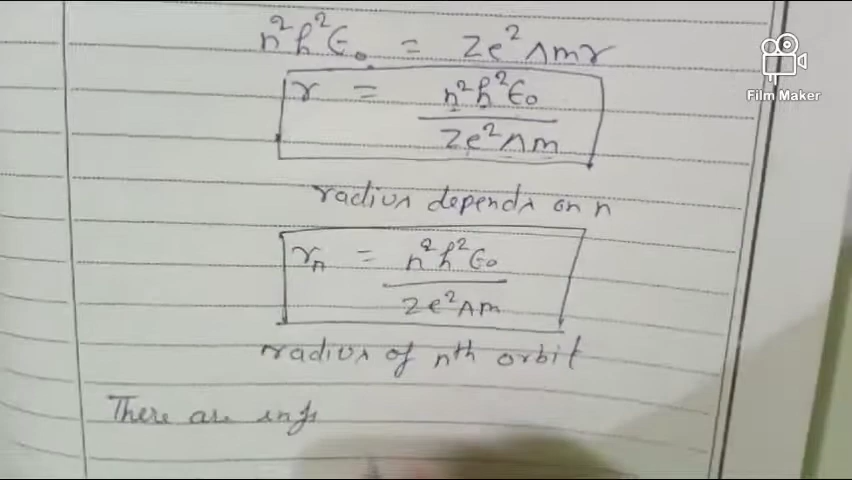 n²h²ϵ₀ = Ze²πmr
r = n²h²ϵ₀ / Ze²πm
radius depends on n
rₙ = n²h²ϵ₀ / Ze²πm
radius of nth orbit
There are
Film Maker